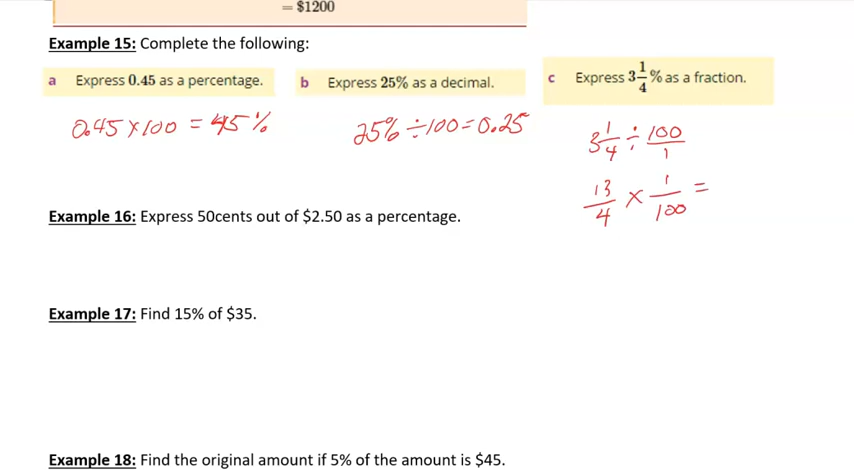 = $1200
Example 15: Complete the following:
a Express 0.45 as a percentage.
0.45 × 100 = 45%
b Express 25% as a decimal.
25% ÷ 100 = 0.25
c Express 3 1/4 % as a fraction.
3 1/4 ÷ 100/1
13/4 × 1/100 =
Example 16: Express 50cents out of $2.50 as a percentage.
Example 17: Find 15% of $35.
Example 18: Find the original amount if 5% of the amount is $45.